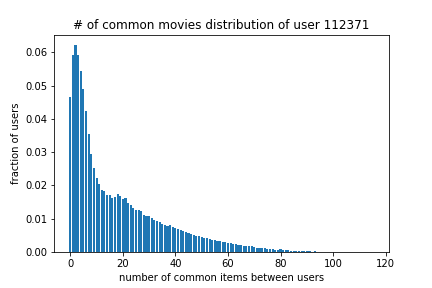 # of common movies distribution of user 112371
0.06
0.05
0.04
0.03
0.02
0.01
0.00
fraction of users
0 20 40 60 80 100 120
number of common items between users